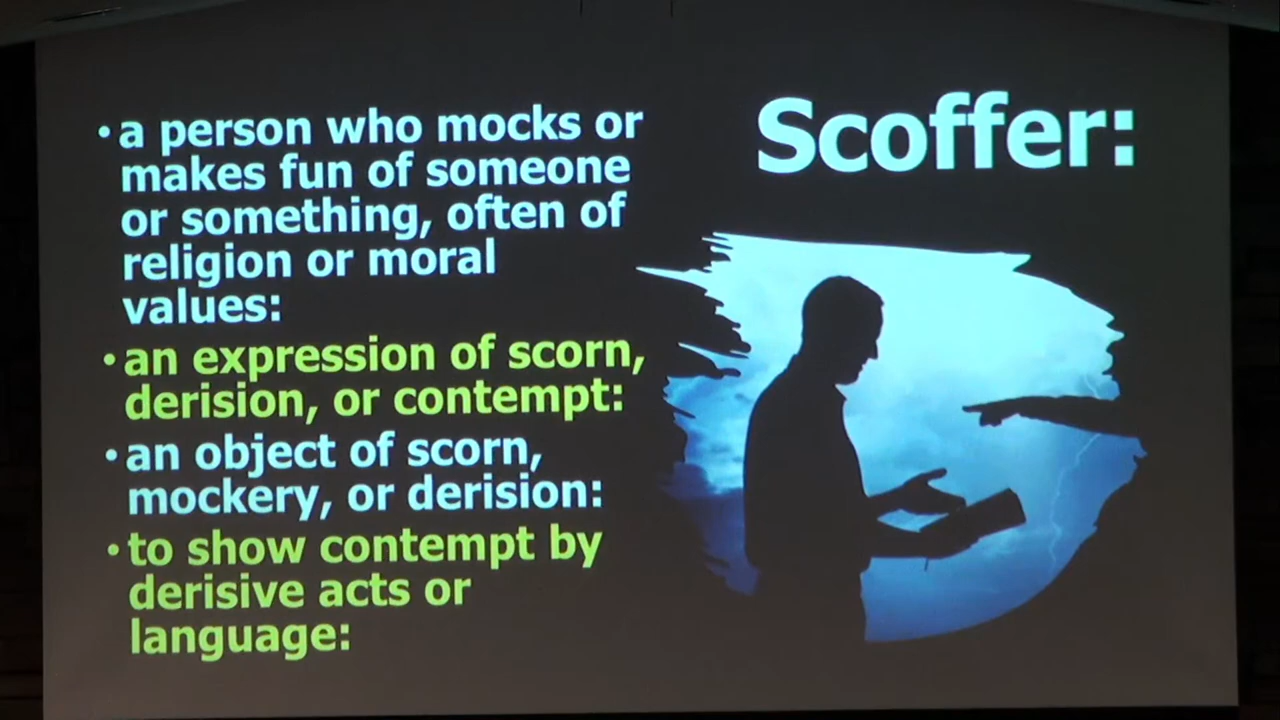 Scoffer:
• a person who mocks or
makes fun of someone
or something, often of
religion or moral
values:
• an expression of scorn,
derision, or contempt:
• an object of scorn,
mockery, or derision:
• to show contempt by
derisive acts or
language: